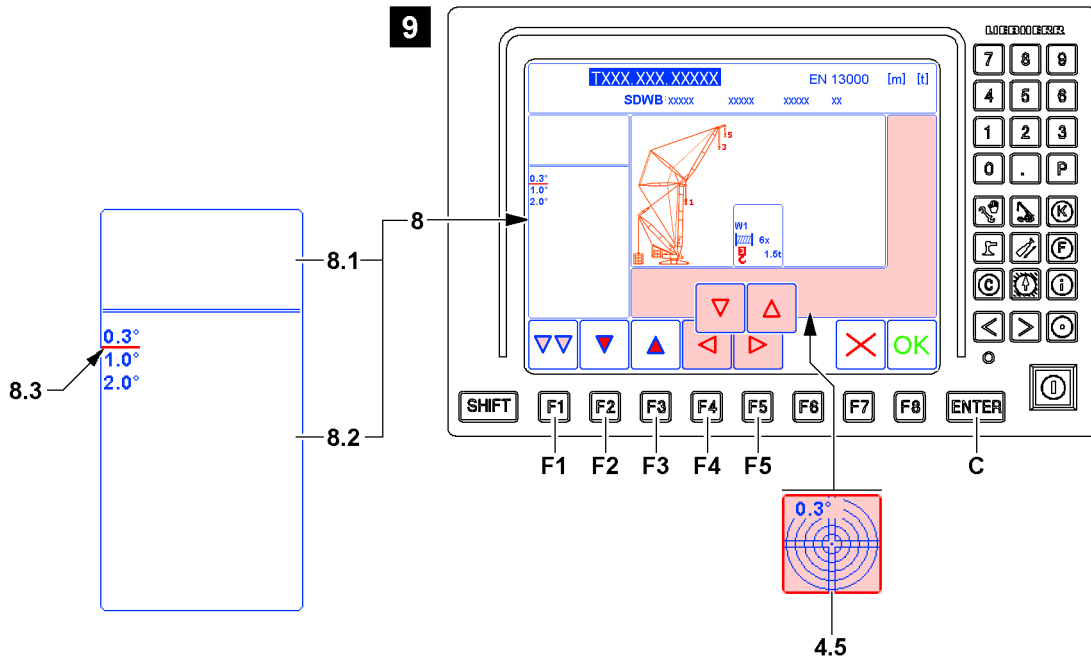 9
LIEBHERR
TXXX.XXX.XXXXX EN 13000 [m] [t]
SDWB xxxxx xxxxx xxxxx xx
5
3
1
W1
6x
3
1.5t
0.3°
1.0°
2.0°
OK
7 8 9
4 5 6
1 2 3
0 . P
K
F
C i
SHIFT F1 F2 F3 F4 F5 F6 F7 F8 ENTER
F1 F2 F3 F4 F5 C
8
8.1
0.3°
1.0°
2.0°
8.3
8.2
0.3°
4.5